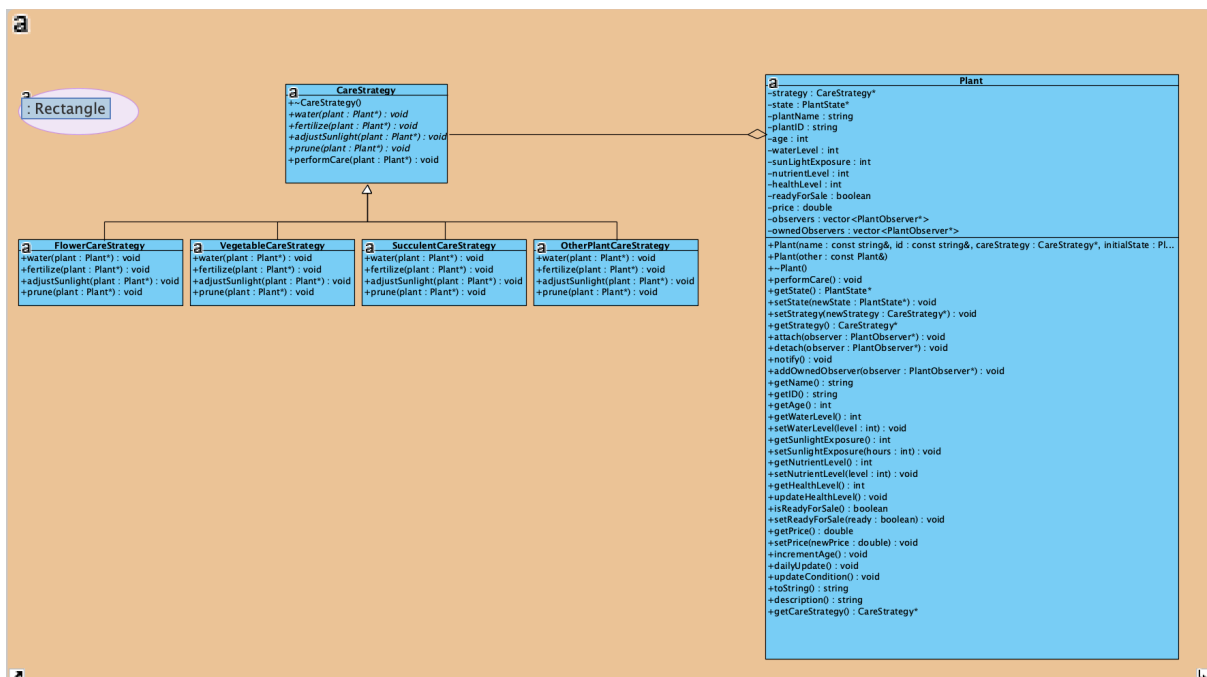 a
a
: Rectangle
a
CareStrategy
+~CareStrategy()
+water(plant : Plant*) : void
+fertilize(plant : Plant*) : void
+adjustSunlight(plant : Plant*) : void
+prune(plant : Plant*) : void
+performCare(plant : Plant*) : void
a
FlowerCareStrategy
+water(plant : Plant*) : void
+fertilize(plant : Plant*) : void
+adjustSunlight(plant : Plant*) : void
+prune(plant : Plant*) : void
a
VegetableCareStrategy
+water(plant : Plant*) : void
+fertilize(plant : Plant*) : void
+adjustSunlight(plant : Plant*) : void
+prune(plant : Plant*) : void
a
SucculentCareStrategy
+water(plant : Plant*) : void
+fertilize(plant : Plant*) : void
+adjustSunlight(plant : Plant*) : void
+prune(plant : Plant*) : void
a
OtherPlantCareStrategy
+water(plant : Plant*) : void
+fertilize(plant : Plant*) : void
+adjustSunlight(plant : Plant*) : void
+prune(plant : Plant*) : void
a
Plant
-strategy : CareStrategy*
-state : PlantState*
-plantName : string
-plantID : string
-age : int
-waterLevel : int
-sunLightExposure : int
-nutrientLevel : int
-healthLevel : int
-readyForSale : boolean
-price : double
-observers : vector<PlantObserver*>
-ownedObservers : vector<PlantObserver*>
+Plant(name : const string&, id : const string&, careStrategy : CareStrategy*, initialState : Pl...
+Plant(other : const Plant&)
+~Plant()
+performCare() : void
+getState() : PlantState*
+setState(newState : PlantState*) : void
+setStrategy(newStrategy : CareStrategy*) : void
+getStrategy() : CareStrategy*
+attach(observer : PlantObserver*) : void
+detach(observer : PlantObserver*) : void
+notify() : void
+addOwnedObserver(observer : PlantObserver*) : void
+getName() : string
+getID() : string
+getAge() : int
+getWaterLevel() : int
+setWaterLevel(level : int) : void
+getSunlightExposure() : int
+setSunlightExposure(hours : int) : void
+getNutrientLevel() : int
+setNutrientLevel(level : int) : void
+getHealthLevel() : int
+updateHealthLevel() : void
+isReadyForSale() : boolean
+setReadyForSale(ready : boolean) : void
+getPrice() : double
+setPrice(newPrice : double) : void
+incrementAge() : void
+dailyUpdate() : void
+updateCondition() : void
+toString() : string
+description() : string
+getCareStrategy() : CareStrategy*